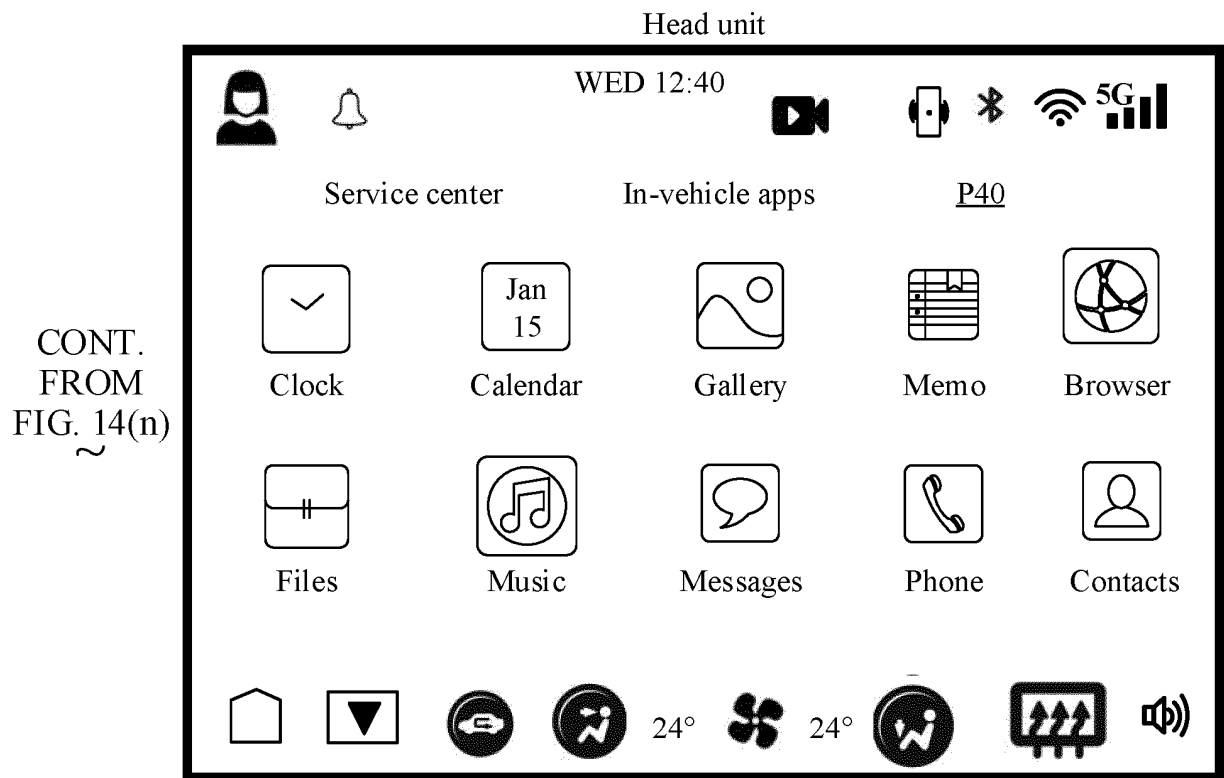 Head unit
WED 12:40
5G
Service center In-vehicle apps P40
Jan
15
CONT.
FROM
FIG. 14(n)
~
Clock Calendar Gallery Memo Browser
Files Music Messages Phone Contacts
24° 24°